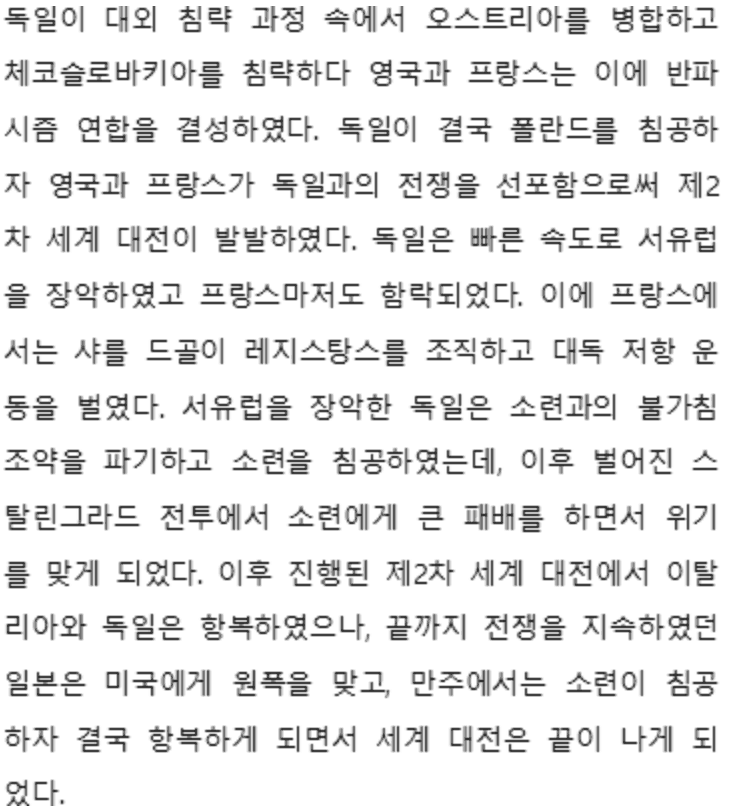 독일이 대외 침략 과정 속에서 오스트리아를 병합하고
체코슬로바키아를 침략하다 영국과 프랑스는 이에 반파
시즘 연합을 결성하였다. 독일이 결국 폴란드를 침공하
자 영국과 프랑스가 독일과의 전쟁을 선포함으로써 제2
차 세계 대전이 발발하였다. 독일은 빠른 속도로 서유럽
을 장악하였고 프랑스마저도 함락되었다. 이에 프랑스에
서는 샤를 드골이 레지스탕스를 조직하고 대독 저항 운
동을 벌였다. 서유럽을 장악한 독일은 소련과의 불가침
조약을 파기하고 소련을 침공하였는데, 이후 벌어진 스
탈린그라드 전투에서 소련에게 큰 패배를 하면서 위기
를 맞게 되었다. 이후 진행된 제2차 세계 대전에서 이탈
리아와 독일은 항복하였으나, 끝까지 전쟁을 지속하였던
일본은 미국에게 원폭을 맞고, 만주에서는 소련이 침공
하자 결국 항복하게 되면서 세계 대전은 끝이 나게 되
었다.